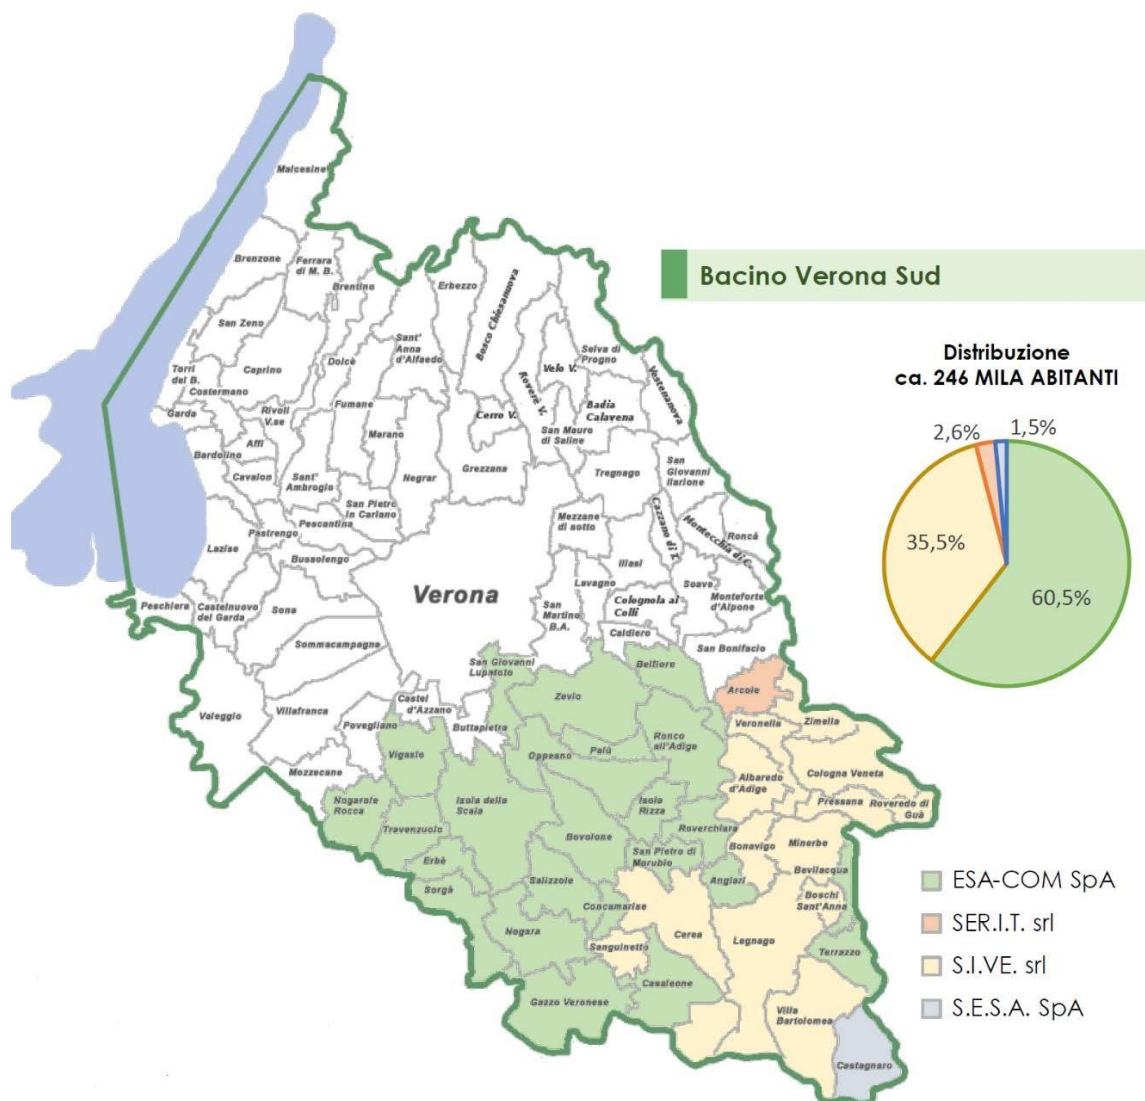 Malcesine
Brenzone
Ferrara
di M. B.
Brentino
Erbezzo
Bosco Chiesanuova
Bacino Verona Sud
San Zeno
Sant'
Anna
d'Alfaedo
Selva di
Progno
Torri
del B.
Caprino
Dolcè
Velo V.
Vestenanova
Costermano
Roverè V.
Garda
Rivoli
V.se
Fumane
Cerro V.
Badia
Calavena
Affi
Marano
San Mauro
di Saline
Bardolino
Cavaion
Sant'
Ambrogio
Negrar
Grezzana
Tregnago
San
Giovanni
Ilarione
San Pietro
in Cariano
Pastrengo
Pescantina
Mezzane
di sotto
Cazzano di T.
Montecchia di C.
Roncà
Lazise
Bussolengo
Illasi
Lavagno
Soave
Peschiera
Castelnuovo
del Garda
Sona
Verona
San
Martino
B.A.
Colognola ai
Colli
Monteforte
d'Alpone
Caldiero
Sommacampagna
San Bonifacio
San Giovanni
Lupatoto
Belfiore
Arcole
Zevio
Valeggio
Villafranca
Povegliano
Castel
d'Azzano
Buttapietra
Veronella
Zimella
Vigasio
Oppeano
Palù
Ronco
all'Adige
Mozzecane
Albaredo
d'Adige
Cologna Veneta
Nogarole
Rocca
Isola della
Scala
Isola
Rizza
Pressana
Roveredo di
Guà
Travenzuolo
Bovolone
Roverchiara
Bonavigo
Minerbe
Erbè
San Pietro di
Morubio
Bevilacqua
Sorgà
Salizzole
Angiari
Boschi
Sant'Anna
Concamarise
Nogara
Sanguinetto
Cerea
Legnago
Terrazzo
Casaleone
Gazzo Veronese
Villa
Bartolomea
Castagnaro
Distribuzione
ca. 246 MILA ABITANTI
2,6%
1,5%
35,5%
60,5%
ESA-COM SpA
SER.I.T. srl
S.I.VE. srl
S.E.S.A. SpA